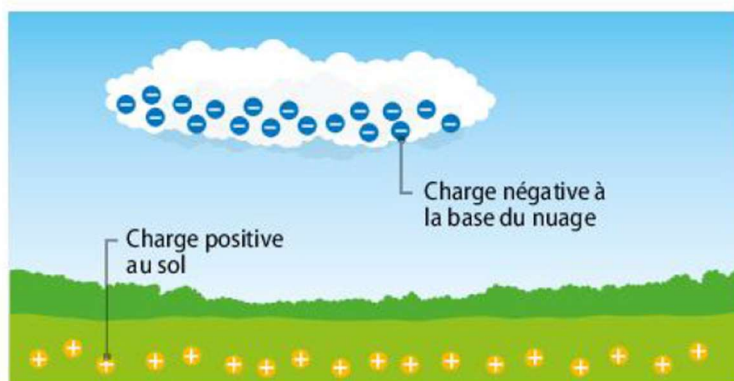 Charge négative à
la base du nuage
Charge positive
au sol